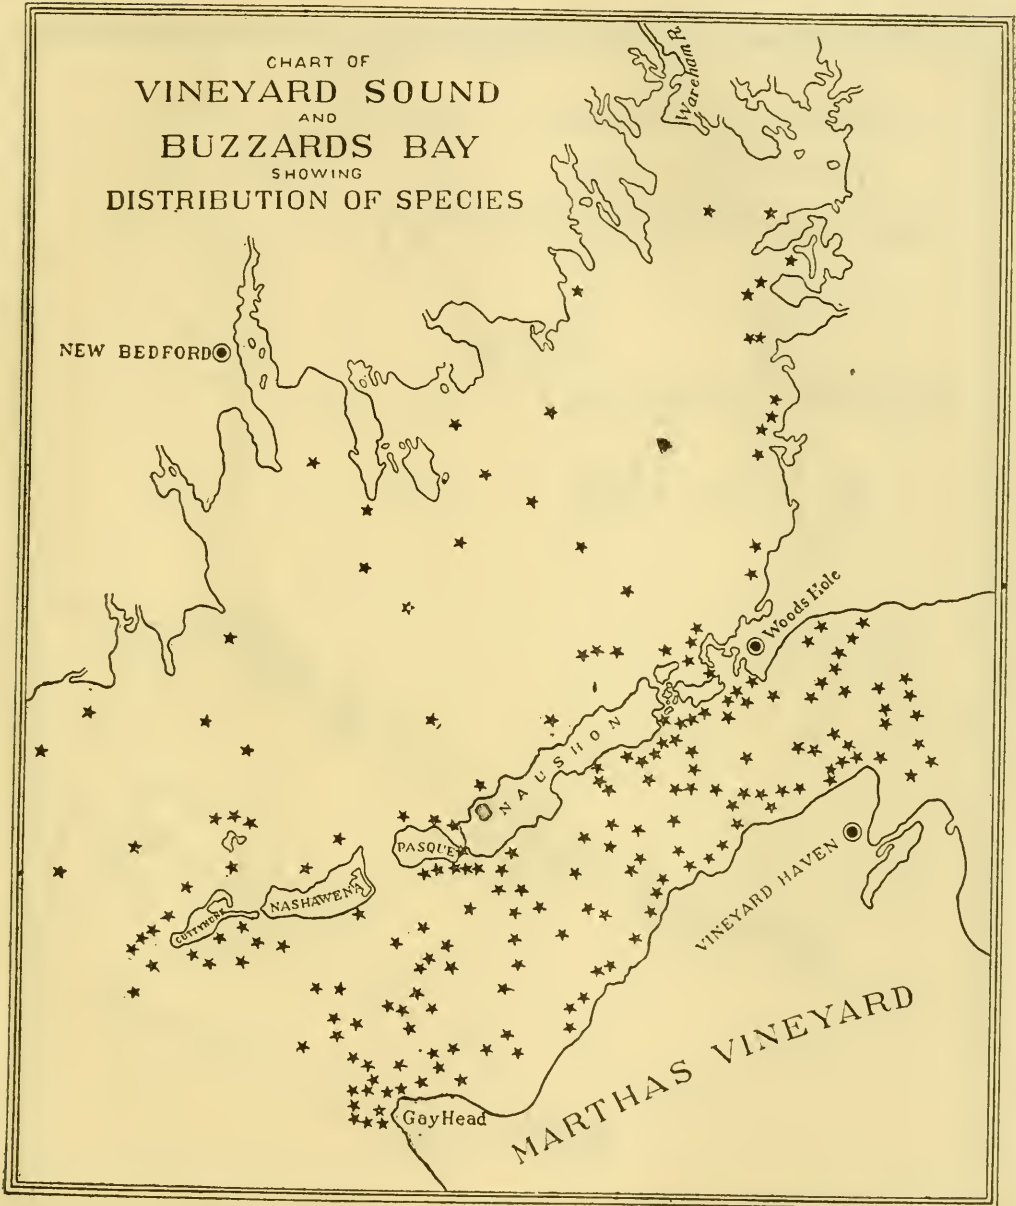 CHART OF
VINEYARD SOUND
AND
BUZZARDS BAY
SHOWING
DISTRIBUTION OF SPECIES
Wareham R.
NEW BEDFORD
Woods Hole
NAUSHON
PASQUE
NASHAWENA
CUTTYHUNK
VINEYARD HAVEN
MARTHAS VINEYARD
Gay Head